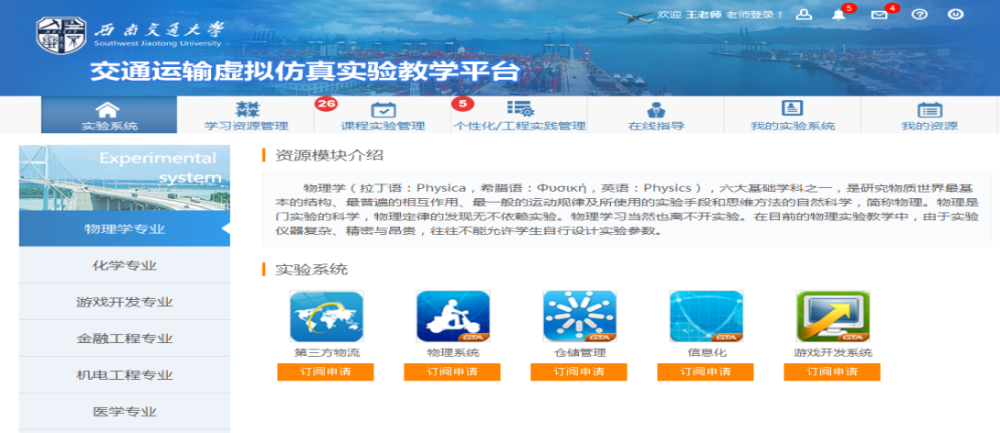 西南交通大学
Southwest Jiaotong University
欢迎 王老师 老师登录！ 5 4
交通运输虚拟仿真实验教学平台
实验系统
学习资源管理
26
课程实验管理
5
个性化/工程实践管理
在线指导
我的实验系统
我的资源
Experimental
system
物理学专业
化学专业
游戏开发专业
金融工程专业
机电工程专业
医学专业
资源模块介绍
物理学（拉丁语：Physica，希腊语：Φυσική，英语：Physics），六大基础学科之一，是研究物质世界最基
本的结构、最普遍的相互作用、最一般的运动规律及所使用的实验手段和思维方法的自然科学，简称物理。物理是一
门实验的科学，物理定律的发现无不依赖实验。物理学习当然也离不开实验。在目前的物理实验教学中，由于实验
仪器复杂、精密与昂贵，往往不能允许学生自行设计实验参数。
实验系统
GTA
GTA
GTA
GTA
第三方物流
物理系统
仓储管理
信息化
游戏开发系统
订阅申请
订阅申请
订阅申请
订阅申请
订阅申请